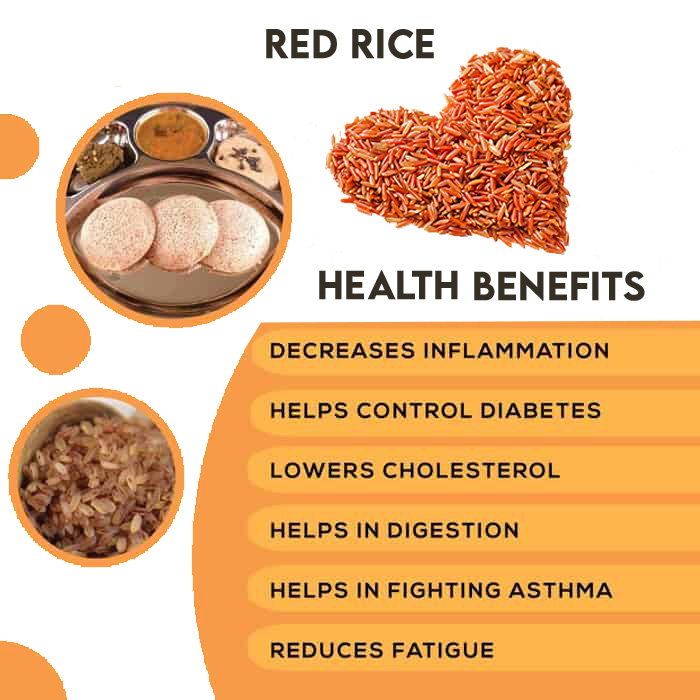 RED RICE
HEALTH BENEFITS
DECREASES INFLAMMATION
HELPS CONTROL DIABETES
LOWERS CHOLESTEROL
HELPS IN DIGESTION
HELPS IN FIGHTING ASTHMA
REDUCES FATIGUE